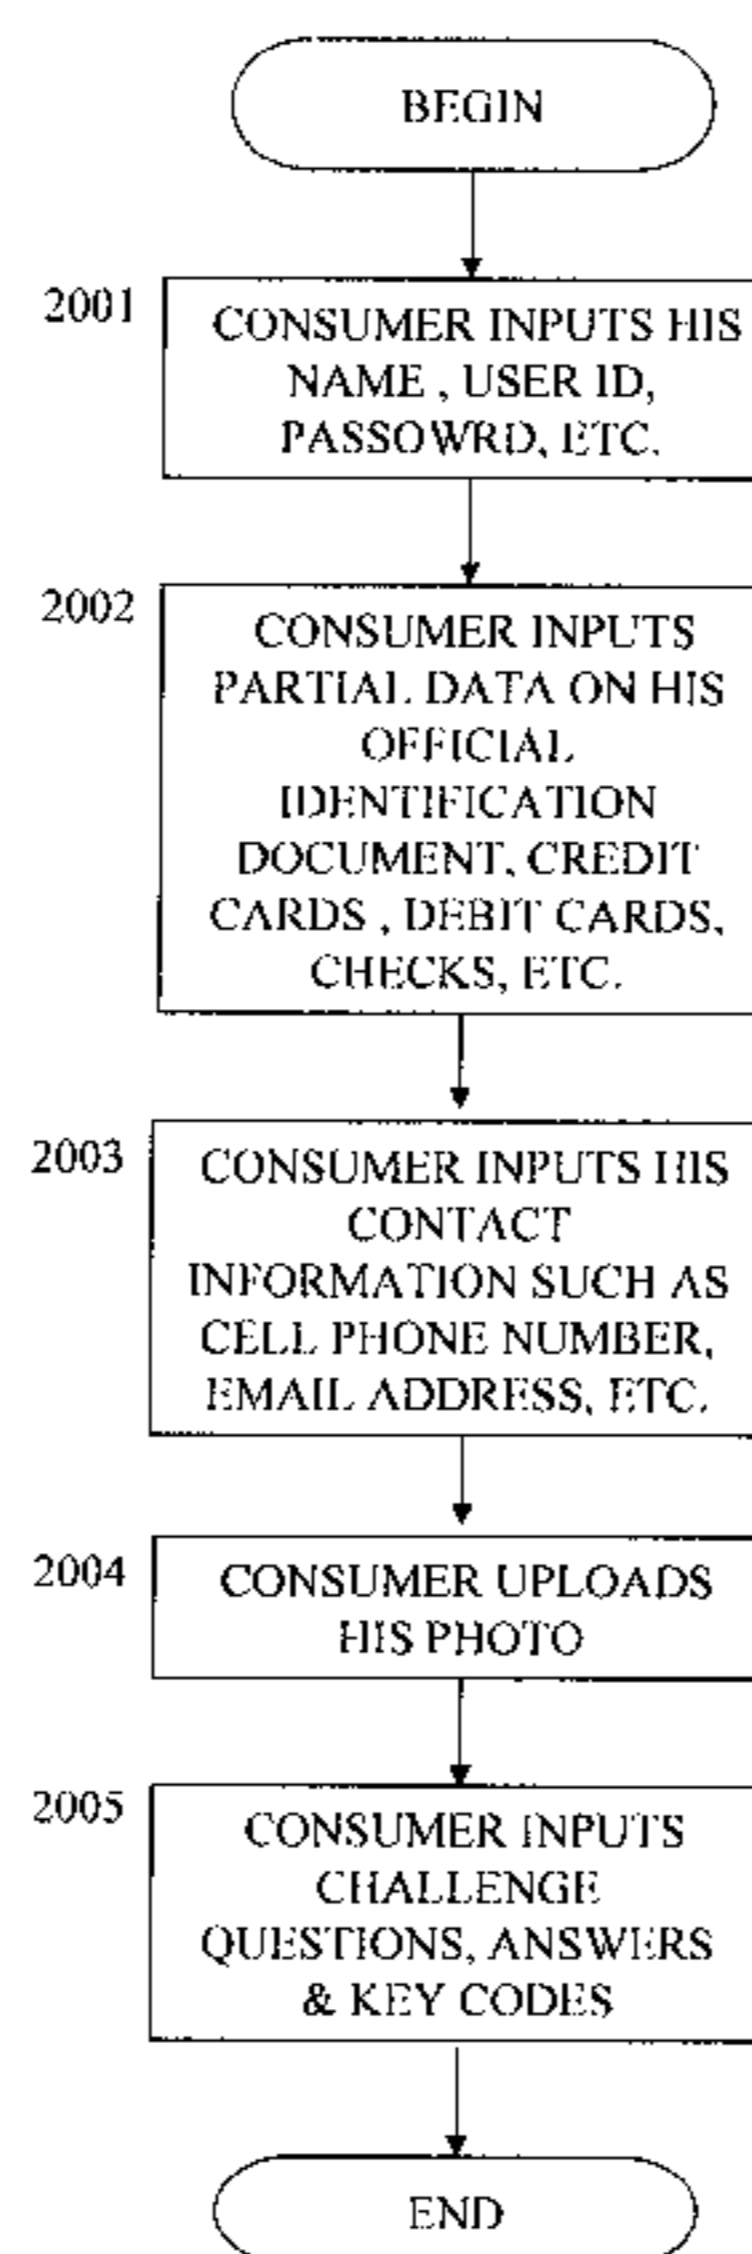 BEGIN
2001
CONSUMER INPUTS HIS
NAME , USER ID,
PASSOWRD, ETC.
2002
CONSUMER INPUTS
PARTIAL DATA ON HIS
OFFICIAL
IDENTIFICATION
DOCUMENT, CREDIT
CARDS , DEBIT CARDS,
CHECKS, ETC.
2003
CONSUMER INPUTS HIS
CONTACT
INFORMATION SUCH AS
CELL PHONE NUMBER,
EMAIL ADDRESS, ETC.
2004
CONSUMER UPLOADS
HIS PHOTO
2005
CONSUMER INPUTS
CHALLENGE
QUESTIONS, ANSWERS
& KEY CODES
END